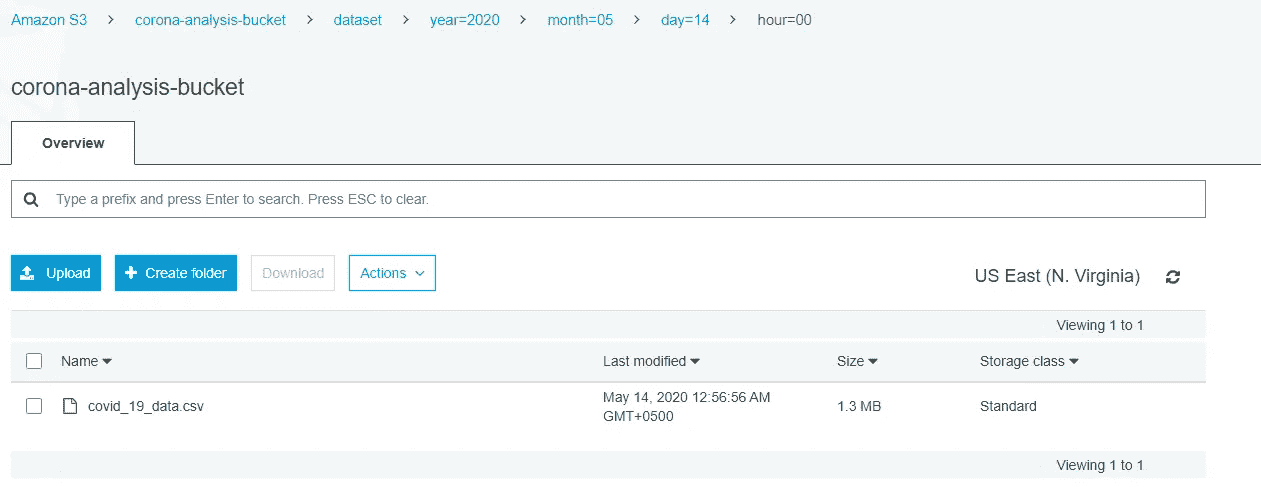 Amazon S3 > corona-analysis-bucket > dataset > year=2020 > month=05 > day=14 > hour=00
corona-analysis-bucket
Overview
Type a prefix and press Enter to search. Press ESC to clear.
Upload Create folder Download Actions
US East (N. Virginia)
Viewing 1 to 1
Name Last modified Size Storage class
covid_19_data.csv May 14, 2020 12:56:56 AM 1.3 MB Standard
GMT+0500
Viewing 1 to 1